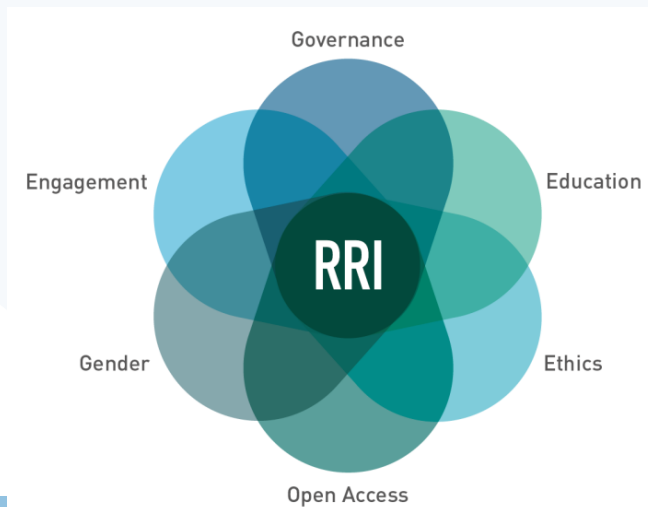 Governance
Engagement
Education
RRI
Gender
Ethics
Open Access